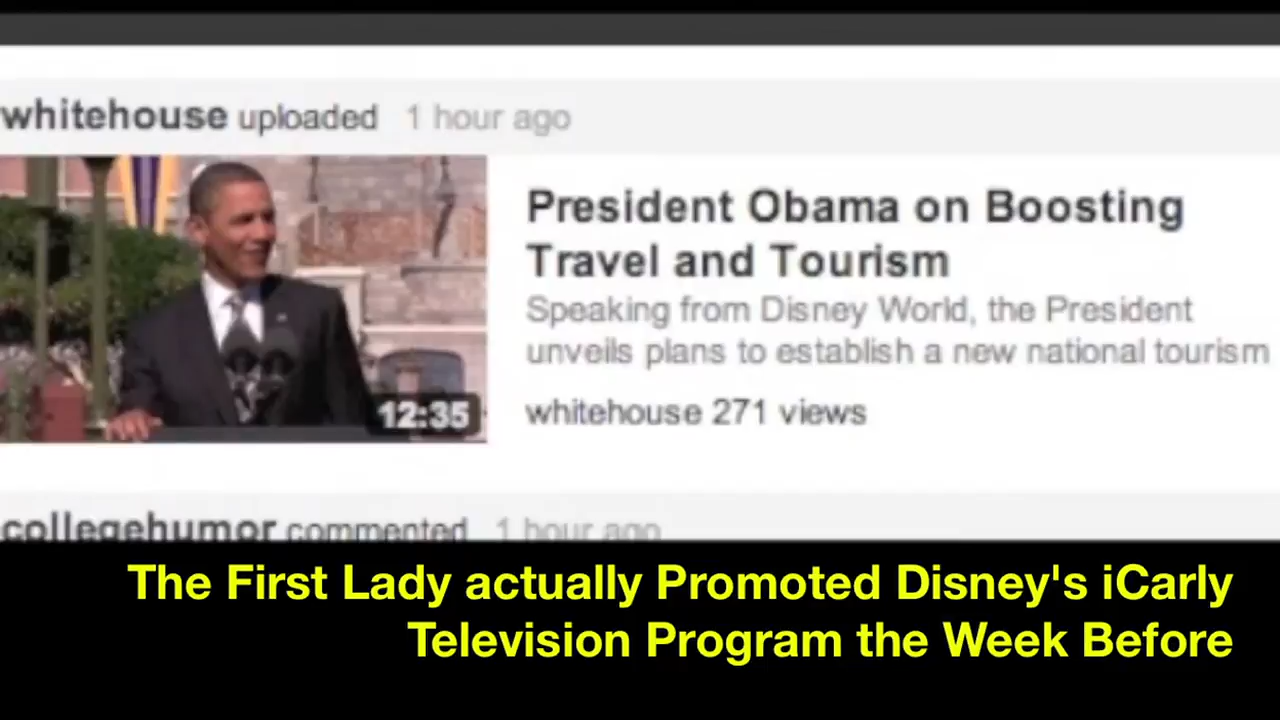 whitehouse uploaded 1 hour ago
12:35
President Obama on Boosting
Travel and Tourism
Speaking from Disney World, the President
unveils plans to establish a new national tourism
whitehouse 271 views
collegehumor commented 1 hour ago
The First Lady actually Promoted Disney's iCarly
Television Program the Week Before